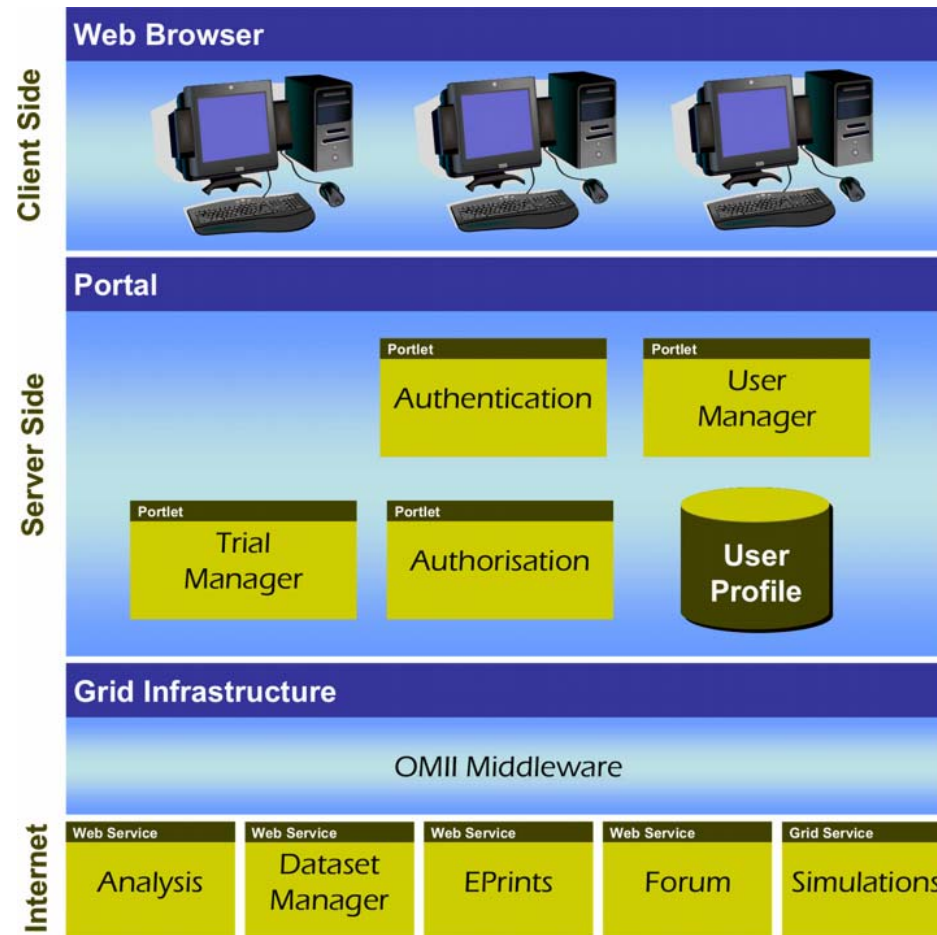 Client Side
Web Browser
Server Side
Portal
Portlet
Authentication
Portlet
User
Manager
Portlet
Trial
Manager
Portlet
Authorisation
User
Profile
Grid Infrastructure
OMII Middleware
Internet
Web Service
Analysis
Web Service
Dataset
Manager
Web Service
EPrints
Web Service
Forum
Grid Service
Simulations